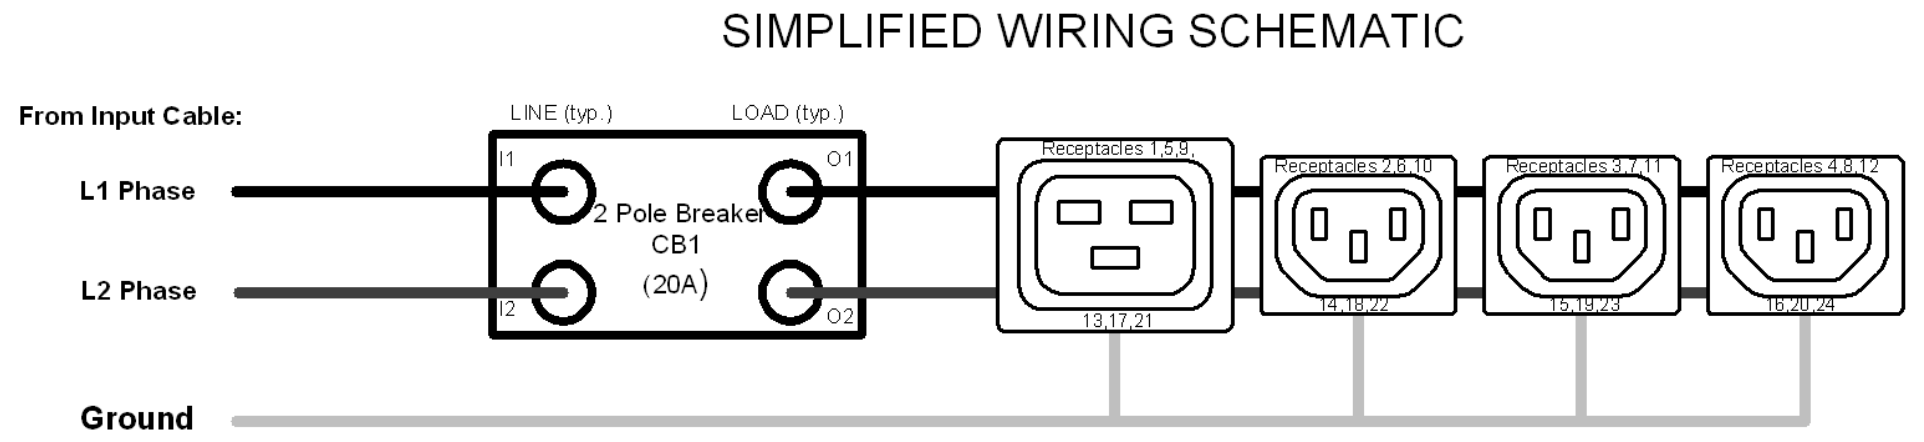 SIMPLIFIED WIRING SCHEMATIC
From Input Cable:
LINE (typ.)
LOAD (typ.)
I1
O1
L1 Phase
2 Pole Breaker
CB1
(20A)
L2 Phase
I2
O2
Receptacles 1,5,9,
13,17,21
Receptacles 2,6,10
14,18,22
Receptacles 3,7,11
15,19,23
Receptacles 4,8,12
16,20,24
Ground